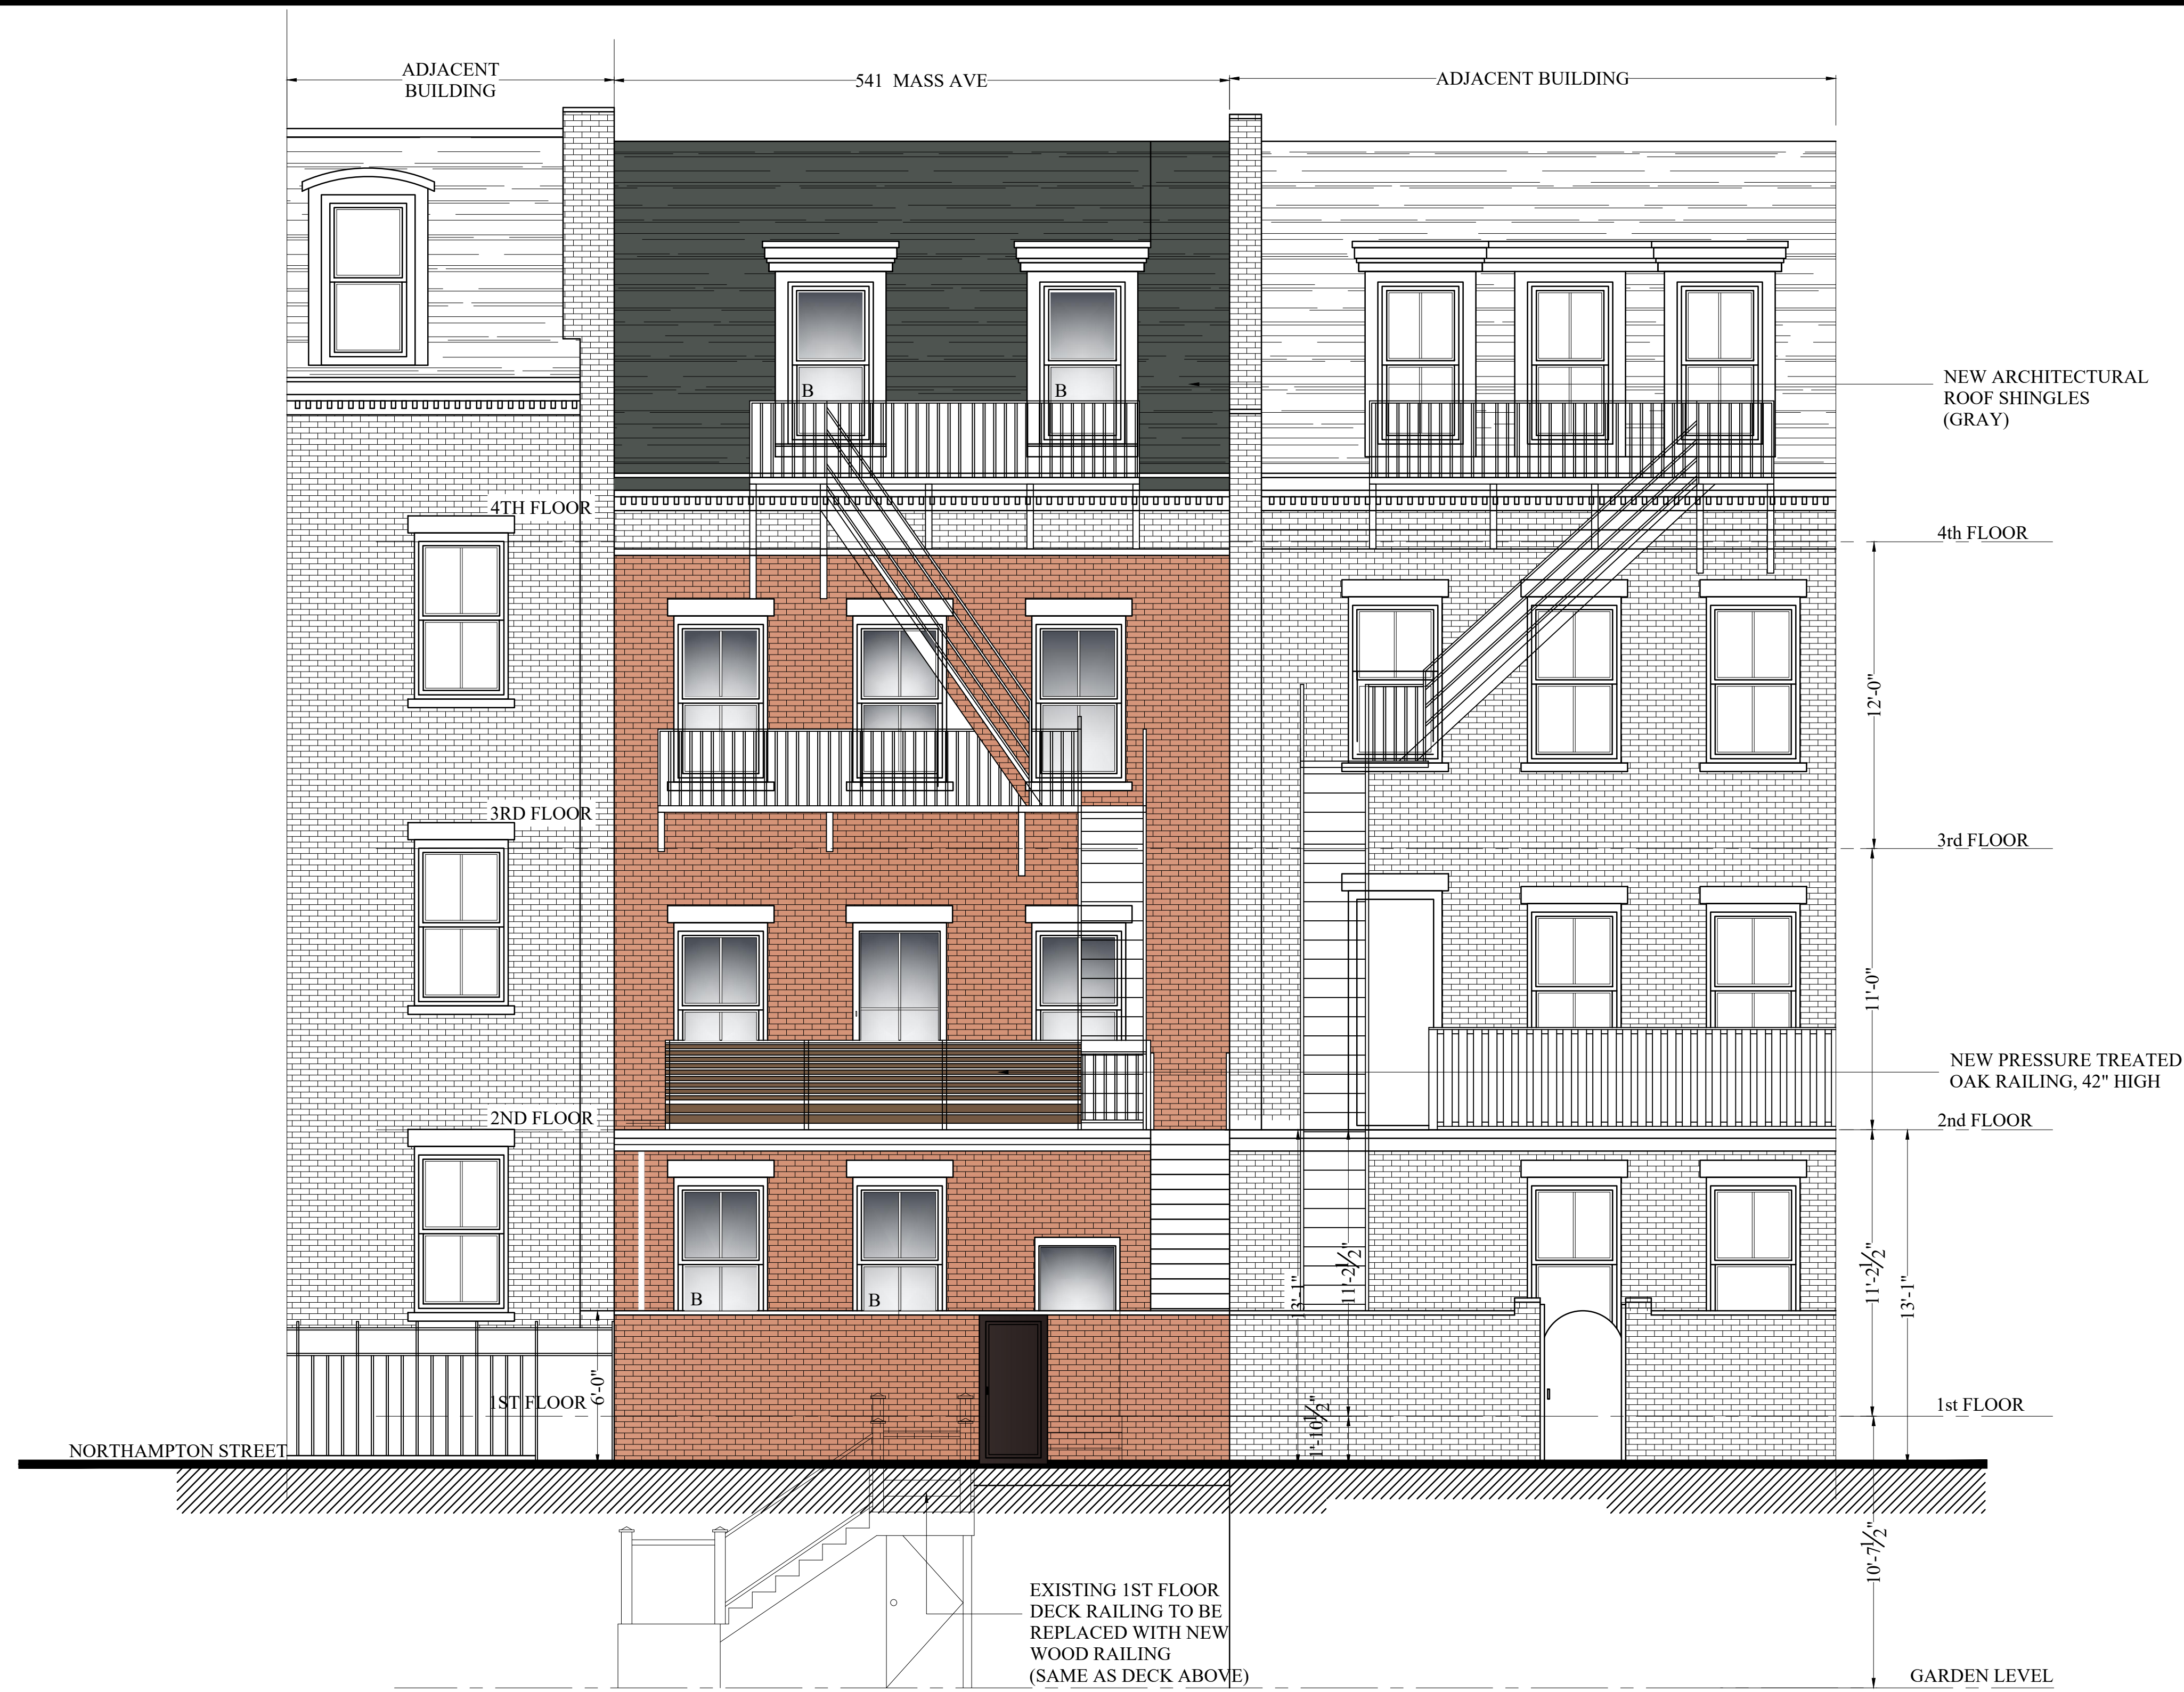 ADJACENT
BUILDING
541 MASS AVE
ADJACENT BUILDING
NEW ARCHITECTURAL
ROOF SHINGLES
(GRAY)
B
B
4TH FLOOR
4th FLOOR
12'-0"
3RD FLOOR
3rd FLOOR
11'-0"
NEW PRESSURE TREATED
OAK RAILING, 42" HIGH
2ND FLOOR
2nd FLOOR
B
B
13'-1"
11'-2½"
11'-2½"
13'-1"
6'-0"
1ST FLOOR
1'-10½"
1st FLOOR
NORTHAMPTON STREET
10'-7½"
EXISTING 1ST FLOOR
DECK RAILING TO BE
REPLACED WITH NEW
WOOD RAILING
(SAME AS DECK ABOVE)
GARDEN LEVEL